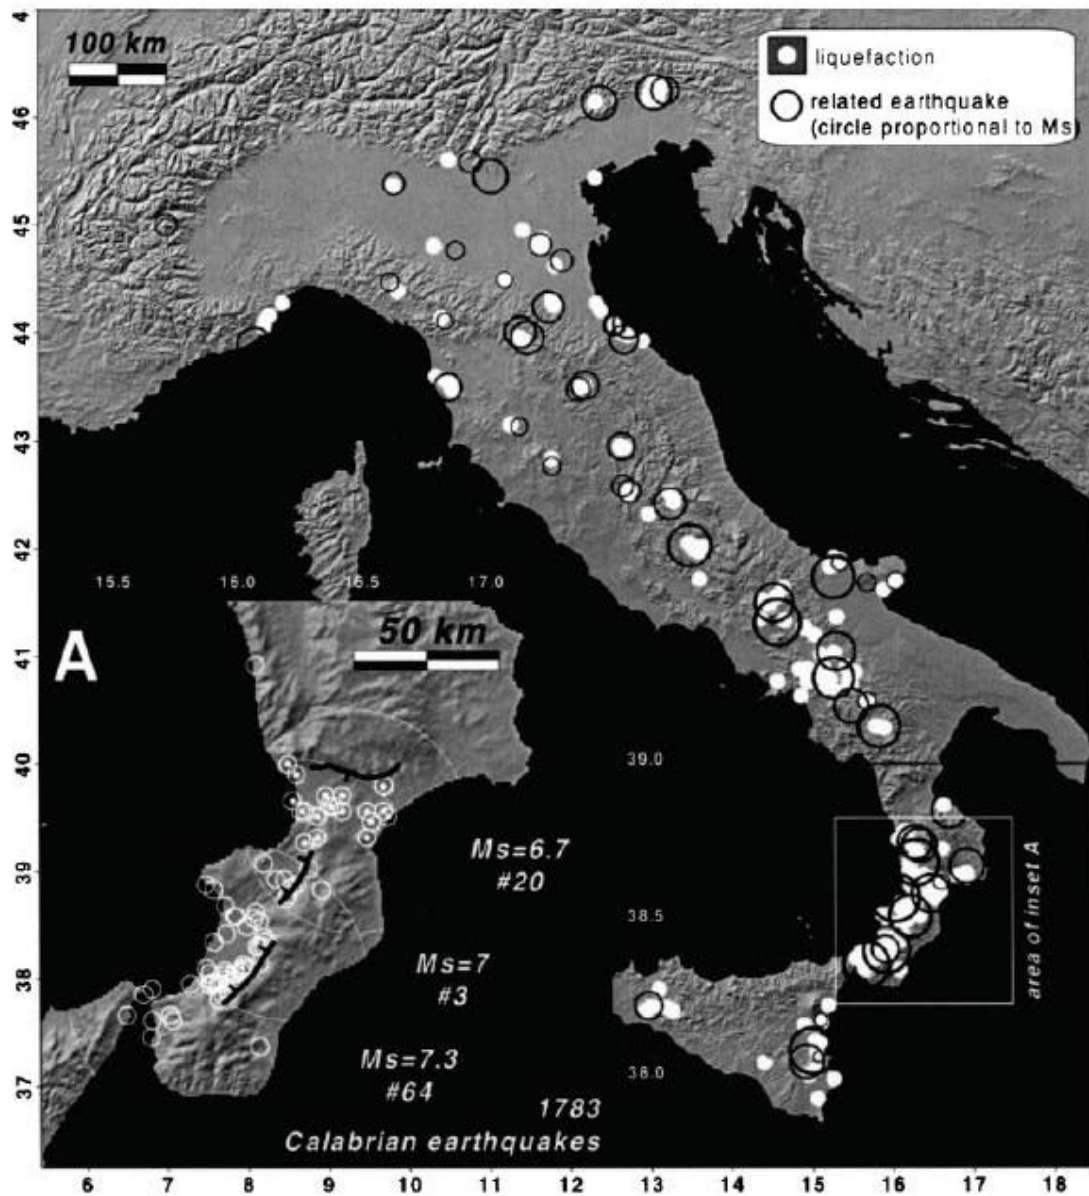 4
100 km
liquefaction
related earthquake
(circle proportional to Ms)
46
45
44
43
42
15.5 16.0 16.5 17.0
A
50 km
41
40
39.0
39
Ms=6.7
#20
38.5
area of inset A
Ms=7
#3
38
Ms=7.3
#64
38.0
37
1783
Calabrian earthquakes
6 7 8 9 10 11 12 13 14 15 16 17 18